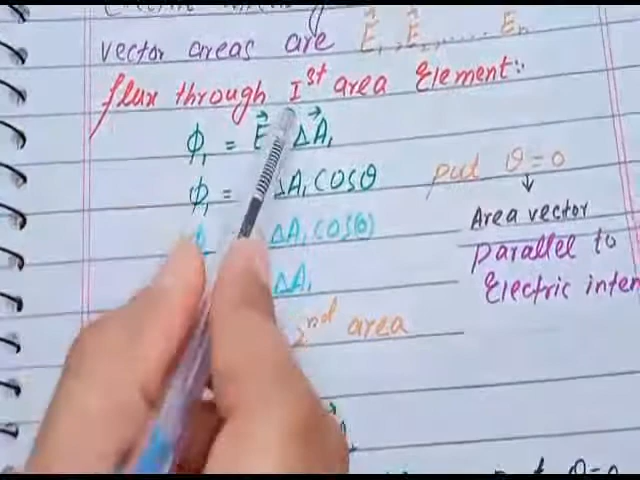 vector areas are E⃗₁, E⃗₂, ...... Eₙ
flux through Iˢᵗ area Element:
ϕ₁ = E⃗ ΔA⃗₁
ϕ₁ = ΔA₁ cosθ
put θ=0
↓
ΔA₁ cos(0)
Area vector
Parallel to
ΔA₁
Electric
2ⁿᵈ area